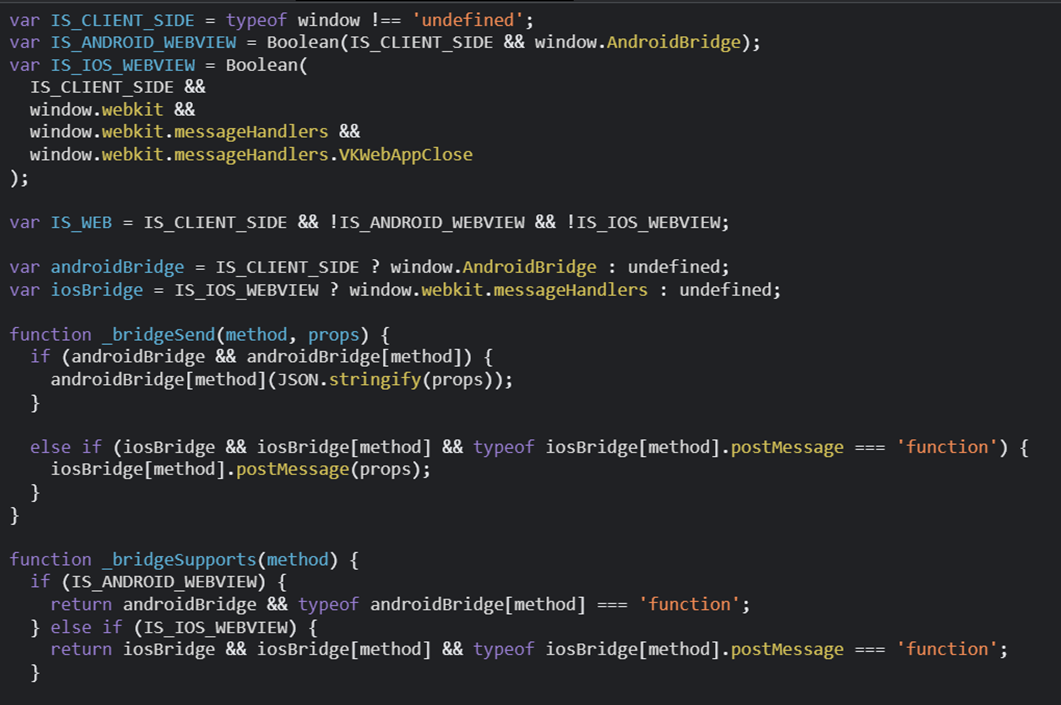 var IS_CLIENT_SIDE = typeof window !== 'undefined';
var IS_ANDROID_WEBVIEW = Boolean(IS_CLIENT_SIDE && window.AndroidBridge);
var IS_IOS_WEBVIEW = Boolean(
  IS_CLIENT_SIDE &&
  window.webkit &&
  window.webkit.messageHandlers &&
  window.webkit.messageHandlers.VKWebAppClose
);

var IS_WEB = IS_CLIENT_SIDE && !IS_ANDROID_WEBVIEW && !IS_IOS_WEBVIEW;

var androidBridge = IS_CLIENT_SIDE ? window.AndroidBridge : undefined;
var iosBridge = IS_IOS_WEBVIEW ? window.webkit.messageHandlers : undefined;

function _bridgeSend(method, props) {
  if (androidBridge && androidBridge[method]) {
    androidBridge[method](JSON.stringify(props));
  }

  else if (iosBridge && iosBridge[method] && typeof iosBridge[method].postMessage === 'function') {
    iosBridge[method].postMessage(props);
  }
}

function _bridgeSupports(method) {
  if (IS_ANDROID_WEBVIEW) {
    return androidBridge && typeof androidBridge[method] === 'function';
  } else if (IS_IOS_WEBVIEW) {
    return iosBridge && iosBridge[method] && typeof iosBridge[method].postMessage === 'function';
  }